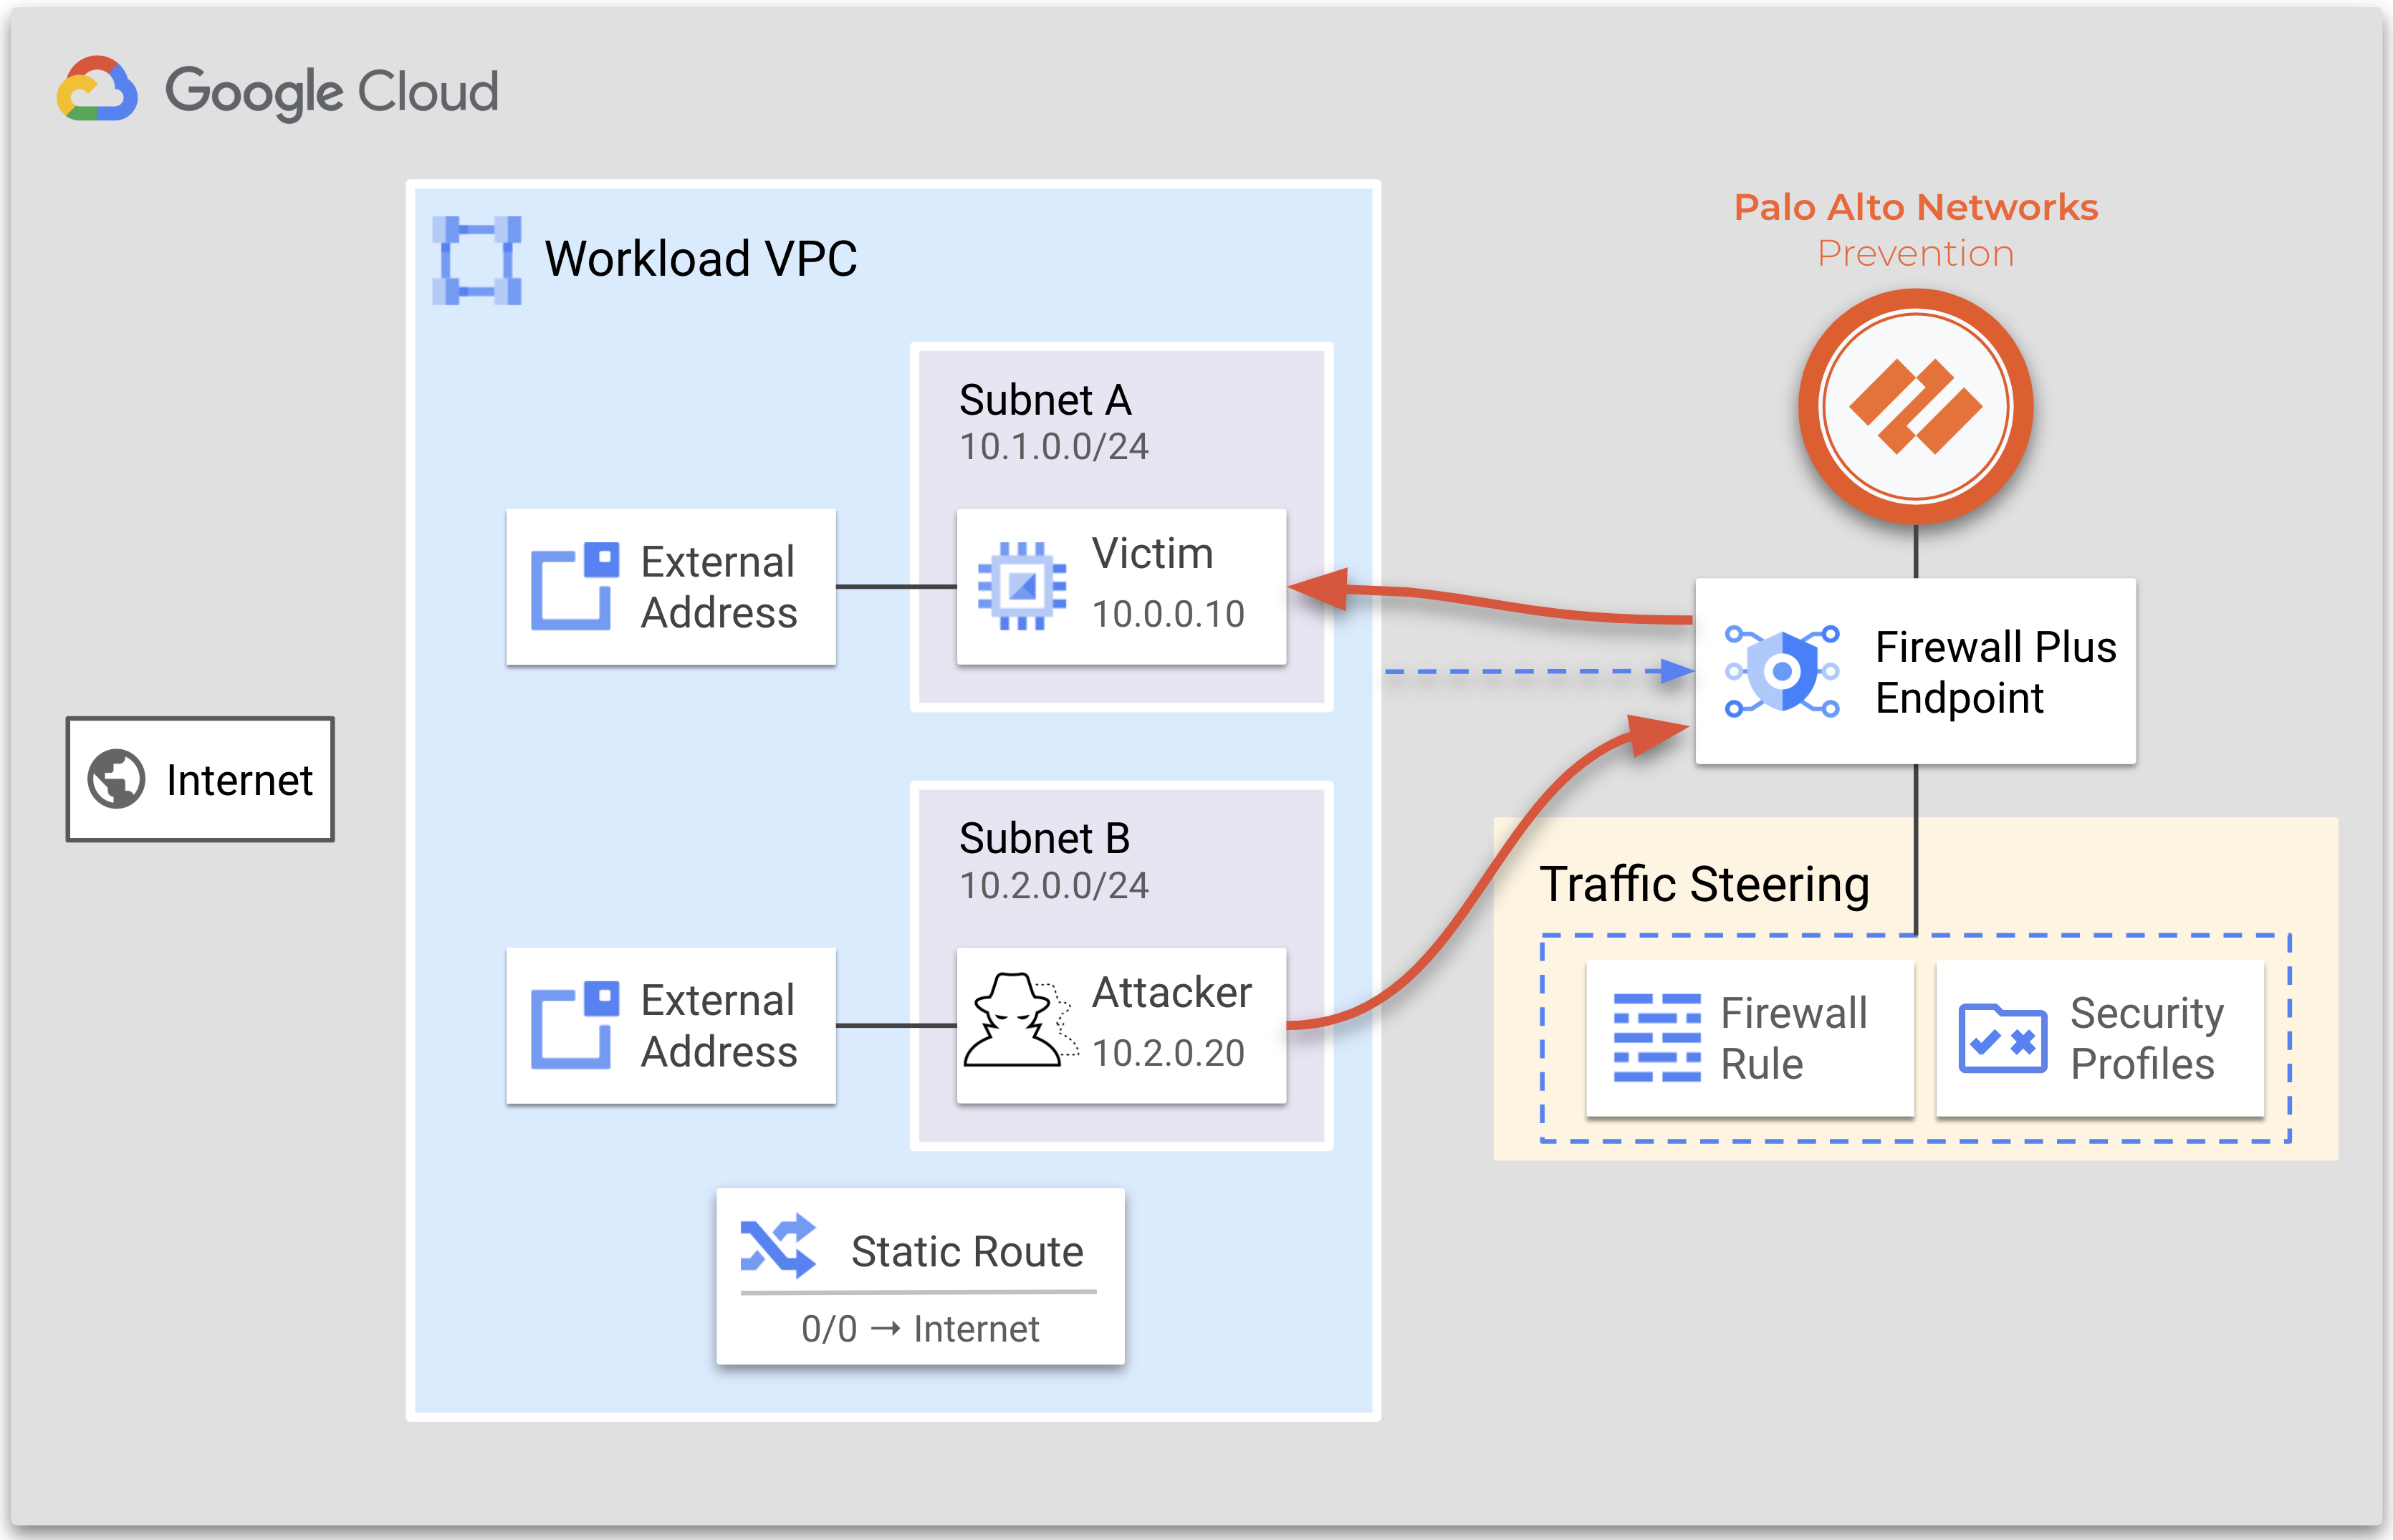 Google Cloud
Workload VPC
Palo Alto Networks
Prevention
Subnet A
10.1.0.0/24
External
Address
Victim
10.0.0.10
Firewall Plus
Endpoint
Internet
Subnet B
10.2.0.0/24
External
Address
Attacker
10.2.0.20
Traffic Steering
Firewall
Rule
Security
Profiles
Static Route
0/0 → Internet